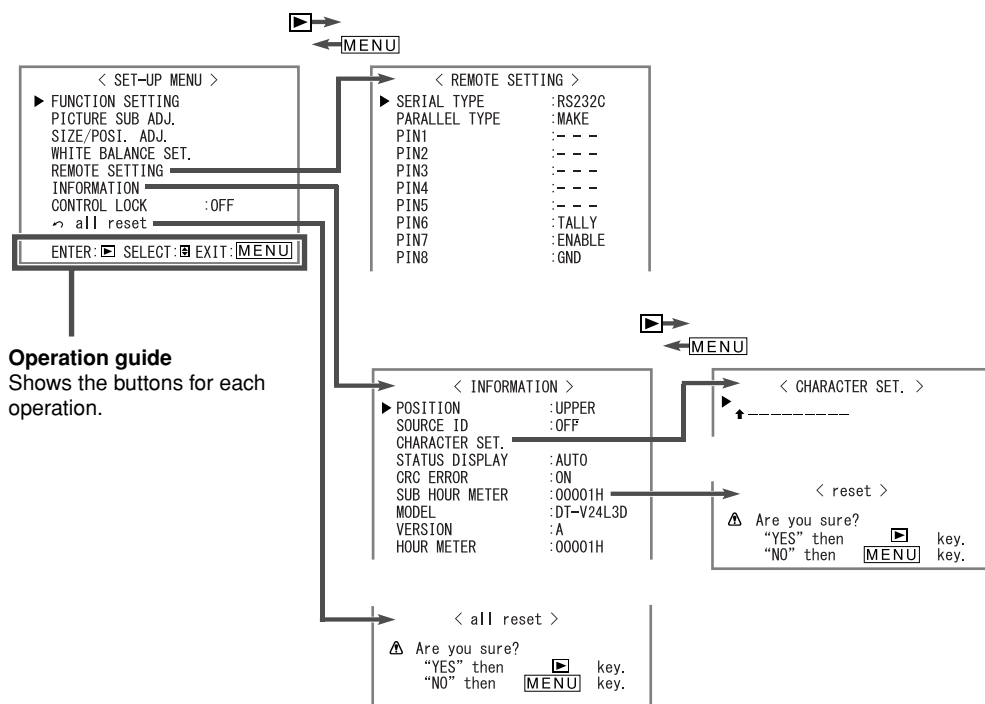 MENU
< SET-UP MENU >
▶ FUNCTION SETTING
PICTURE SUB ADJ.
SIZE/POSI. ADJ.
WHITE BALANCE SET.
REMOTE SETTING
INFORMATION
CONTROL LOCK :OFF
all reset
ENTER: ▶ SELECT: EXIT: MENU
Operation guide
Shows the buttons for each
operation.
< REMOTE SETTING >
▶ SERIAL TYPE :RS232C
PARALLEL TYPE :MAKE
PIN1 :- - -
PIN2 :- - -
PIN3 :- - -
PIN4 :- - -
PIN5 :- - -
PIN6 :TALLY
PIN7 :ENABLE
PIN8 :GND
MENU
< INFORMATION >
▶ POSITION :UPPER
SOURCE ID :OFF
CHARACTER SET.
STATUS DISPLAY :AUTO
CRC ERROR :ON
SUB HOUR METER :00001H
MODEL :DT-V24L3D
VERSION :A
HOUR METER :00001H
< CHARACTER SET. >
< reset >
Are you sure?
“YES” then ▶ key.
“NO” then MENU key.
< all reset >
Are you sure?
“YES” then ▶ key.
“NO” then MENU key.